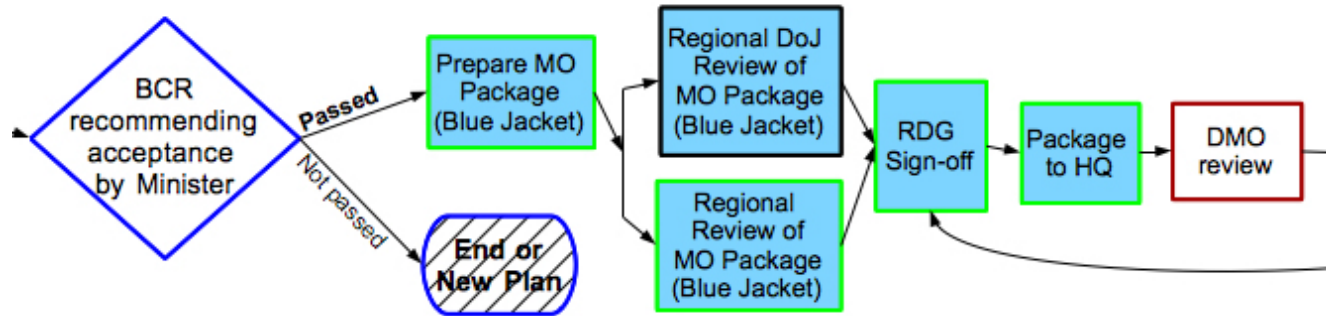 BCR
recommending
acceptance
by Minister
Passed
Not passed
Prepare MO
Package
(Blue Jacket)
End or
New Plan
Regional DoJ
Review of
MO Package
(Blue Jacket)
Regional
Review of
MO Package
(Blue Jacket)
RDG
Sign-off
Package
to HQ
DMO
review